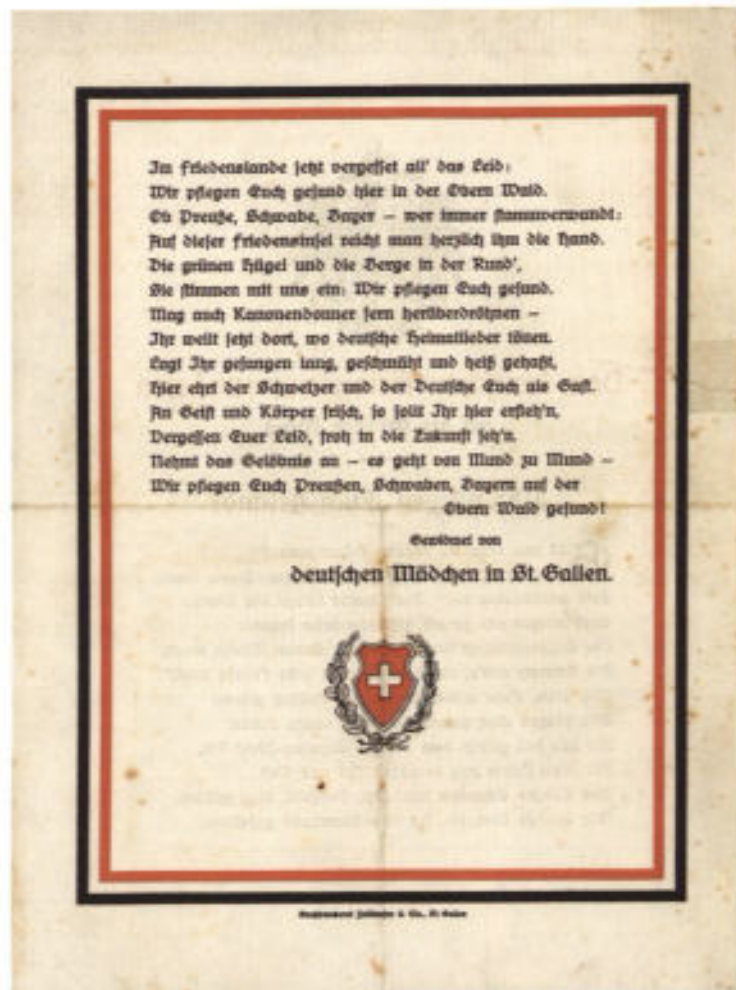 Im Friedenslande jetzt vergesset all' das Leid:
Wir pflegen Euch gesund hier in der Obern Waid.
Ob Preuße, Schwabe, Bayer – wer immer stammverwandt:
Auf dieser Friedensinsel reicht man herzlich ihm die Hand.
Die grünen Hügel und die Berge in der Rund',
Sie stimmen mit uns ein: Wir pflegen Euch gesund.
Mag auch Kanonendonner fern herüberdröhnen –
Ihr weilt jetzt dort, wo deutsche Heimatlieder tönen.
Lagt Ihr gefangen lang, geschmäht und heiß gehaßt,
Hier ehrt der Schweizer und der Deutsche Euch als Gast.
An Geist und Körper frisch, so sollt Ihr hier ersteh'n,
Vergessen Euer Leid, froh in die Zukunft seh'n.
Nehmt das Gelöbnis an – es geht von Mund zu Mund –
Wir pflegen Euch Preußen, Schwaben, Bayern auf der
Obern Waid gesund!
Gewidmet von
deutschen Mädchen in St. Gallen.
Buchdruckerei & Co., St. Gallen